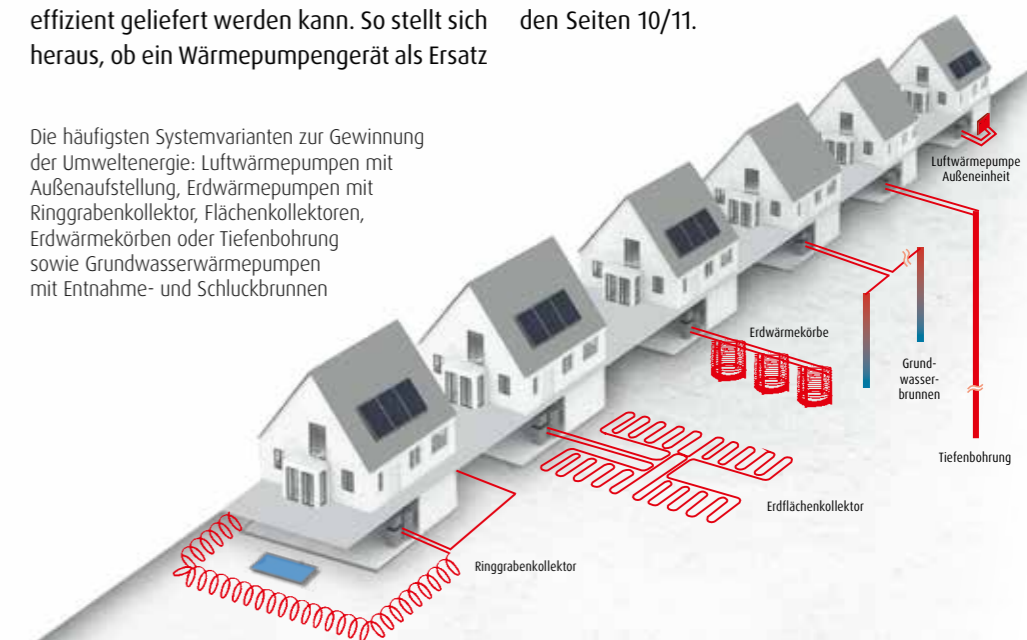 effizient geliefert werden kann. So stellt sich
heraus, ob ein Wärmepumpengerät als Ersatz
den Seiten 10/11.
Die häufigsten Systemvarianten zur Gewinnung
der Umweltenergie: Luftwärmepumpen mit
Außenaufstellung, Erdwärmepumpen mit
Ringgrabenkollektor, Flächenkollektoren,
Erdwärmekörben oder Tiefenbohrung
sowie Grundwasserwärmepumpen
mit Entnahme- und Schluckbrunnen
Luftwärmepumpe
Außeneinheit
Erdwärmekörbe
Grund-
wasser-
brunnen
Tiefenbohrung
Erdflächenkollektor
Ringgrabenkollektor